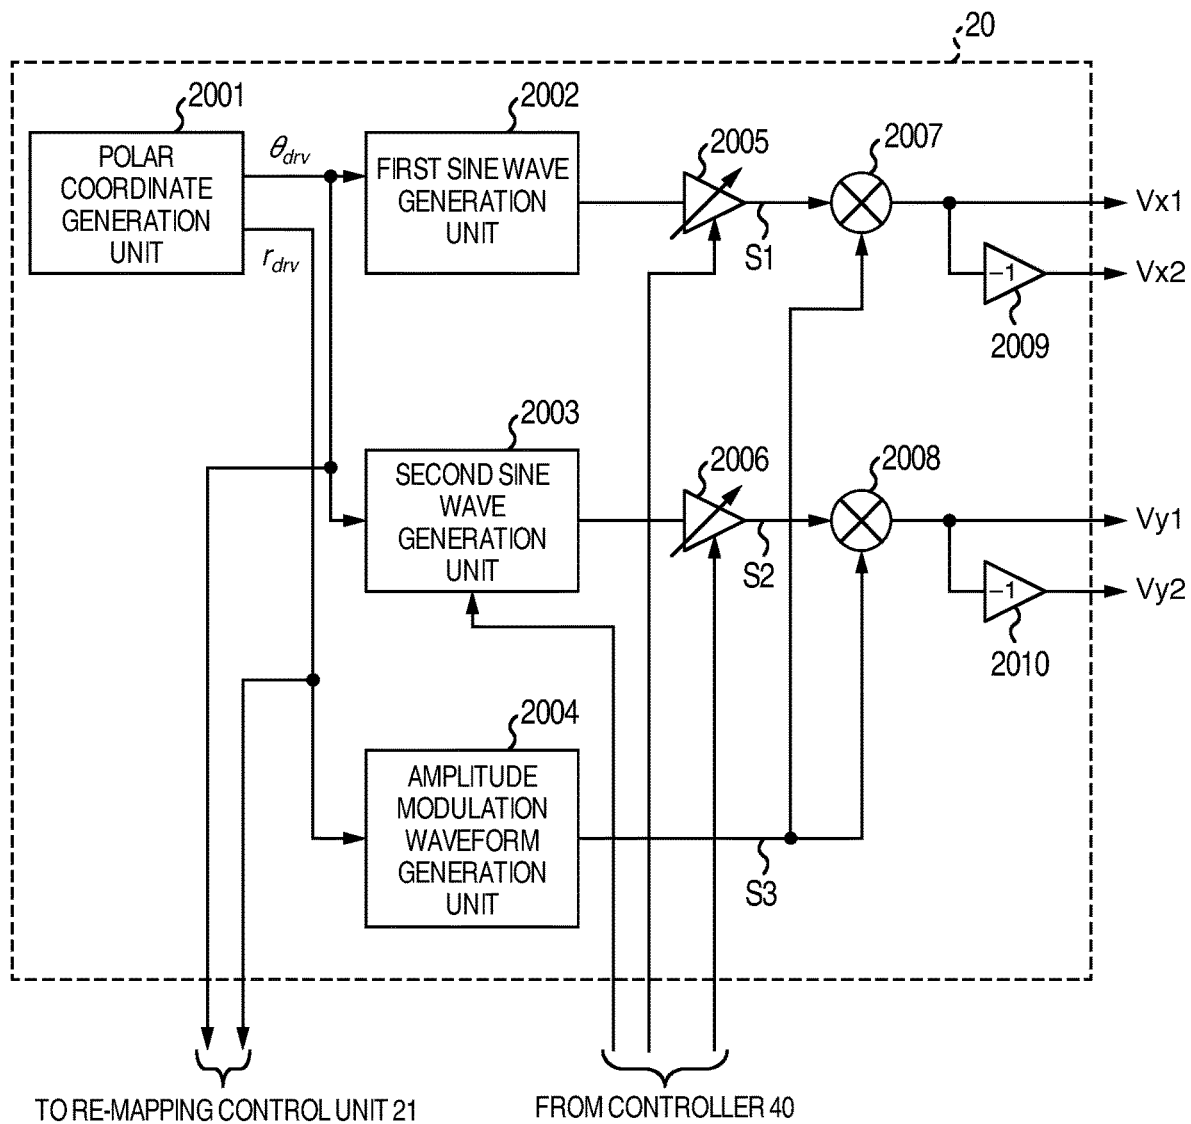 20
2001
2002
2005
2007
POLAR
COORDINATE
GENERATION
UNIT
θdrv
rdrv
FIRST SINE WAVE
GENERATION
UNIT
S1
Vx1
−1
Vx2
2009
2003
2006
2008
SECOND SINE
WAVE
GENERATION
UNIT
S2
Vy1
−1
Vy2
2010
2004
AMPLITUDE
MODULATION
WAVEFORM
GENERATION
UNIT
S3
TO RE-MAPPING CONTROL UNIT 21
FROM CONTROLLER 40